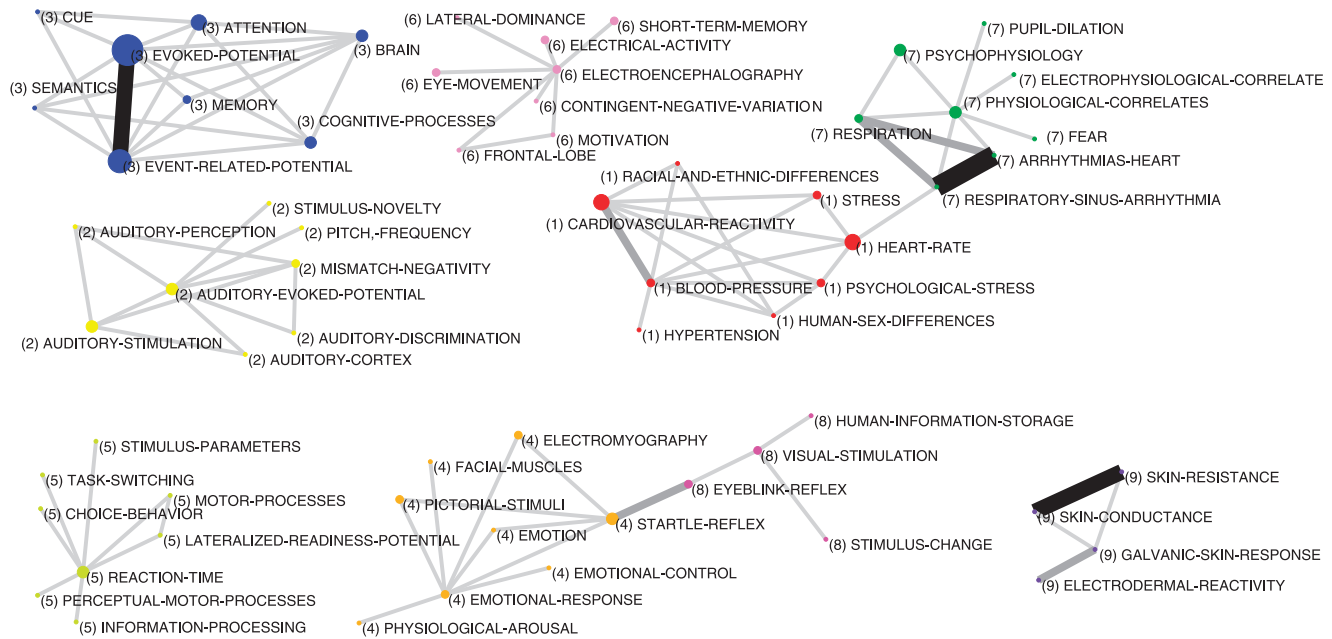 (3) CUE
(3) ATTENTION
(3) BRAIN
(3) EVOKED-POTENTIAL
(3) SEMANTICS
(3) MEMORY
(3) COGNITIVE-PROCESSES
(3) EVENT-RELATED-POTENTIAL
(6) LATERAL-DOMINANCE
(6) SHORT-TERM-MEMORY
(6) ELECTRICAL-ACTIVITY
(6) EYE-MOVEMENT
(6) ELECTROENCEPHALOGRAPHY
(6) CONTINGENT-NEGATIVE-VARIATION
(6) MOTIVATION
(6) FRONTAL-LOBE
(7) PUPIL-DILATION
(7) PSYCHOPHYSIOLOGY
(7) ELECTROPHYSIOLOGICAL-CORRELATE
(7) PHYSIOLOGICAL-CORRELATES
(7) RESPIRATION
(7) FEAR
(7) ARRHYTHMIAS-HEART
(7) RESPIRATORY-SINUS-ARRHYTHMIA
(1) RACIAL-AND-ETHNIC-DIFFERENCES
(1) STRESS
(1) CARDIOVASCULAR-REACTIVITY
(1) HEART-RATE
(1) BLOOD-PRESSURE
(1) PSYCHOLOGICAL-STRESS
(1) HUMAN-SEX-DIFFERENCES
(1) HYPERTENSION
(2) STIMULUS-NOVELTY
(2) AUDITORY-PERCEPTION
(2) PITCH,-FREQUENCY
(2) MISMATCH-NEGATIVITY
(2) AUDITORY-EVOKED-POTENTIAL
(2) AUDITORY-STIMULATION
(2) AUDITORY-DISCRIMINATION
(2) AUDITORY-CORTEX
(5) STIMULUS-PARAMETERS
(5) TASK-SWITCHING
(5) MOTOR-PROCESSES
(5) CHOICE-BEHAVIOR
(5) LATERALIZED-READINESS-POTENTIAL
(5) REACTION-TIME
(5) PERCEPTUAL-MOTOR-PROCESSES
(5) INFORMATION-PROCESSING
(4) ELECTROMYOGRAPHY
(4) FACIAL-MUSCLES
(4) PICTORIAL-STIMULI
(4) STARTLE-REFLEX
(4) EMOTION
(4) EMOTIONAL-CONTROL
(4) EMOTIONAL-RESPONSE
(4) PHYSIOLOGICAL-AROUSAL
(8) HUMAN-INFORMATION-STORAGE
(8) VISUAL-STIMULATION
(8) EYEBLINK-REFLEX
(8) STIMULUS-CHANGE
(9) SKIN-RESISTANCE
(9) SKIN-CONDUCTANCE
(9) GALVANIC-SKIN-RESPONSE
(9) ELECTRODERMAL-REACTIVITY